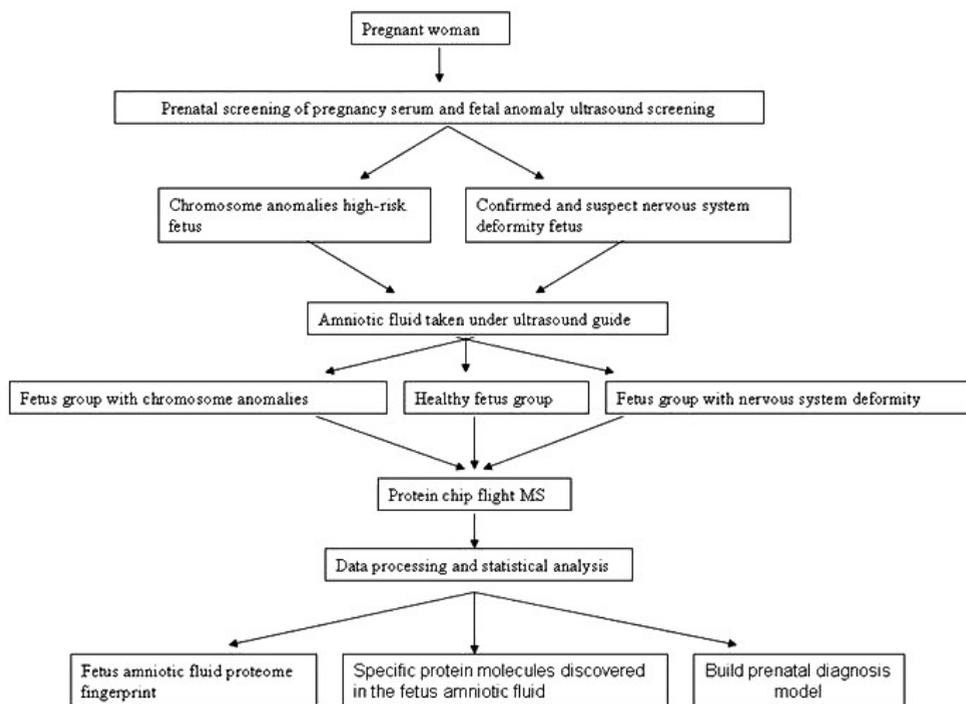 Pregnant woman
Prenatal screening of pregnancy serum and fetal anomaly ultrasound screening
Chromosome anomalies high-risk
fetus
Confirmed and suspect nervous system
deformity fetus
Amniotic fluid taken under ultrasound guide
Fetus group with chromosome anomalies
Healthy fetus group
Fetus group with nervous system deformity
Protein chip flight MS
Data processing and statistical analysis
Fetus amniotic fluid proteome
fingerprint
Specific protein molecules discovered
in the fetus amniotic fluid
Build prenatal diagnosis
model